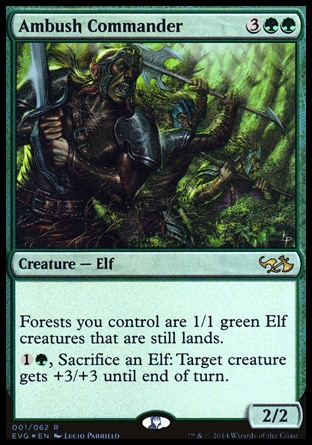 Ambush Commander 3
LP
Creature — Elf
Forests you control are 1/1 green Elf
creatures that are still lands.
1, Sacrifice an Elf: Target creature
gets +3/+3 until end of turn.
001/062 R
EVG ★ EN Lucio Parrillo
™ & © 2014 Wizards of the Coast
2/2